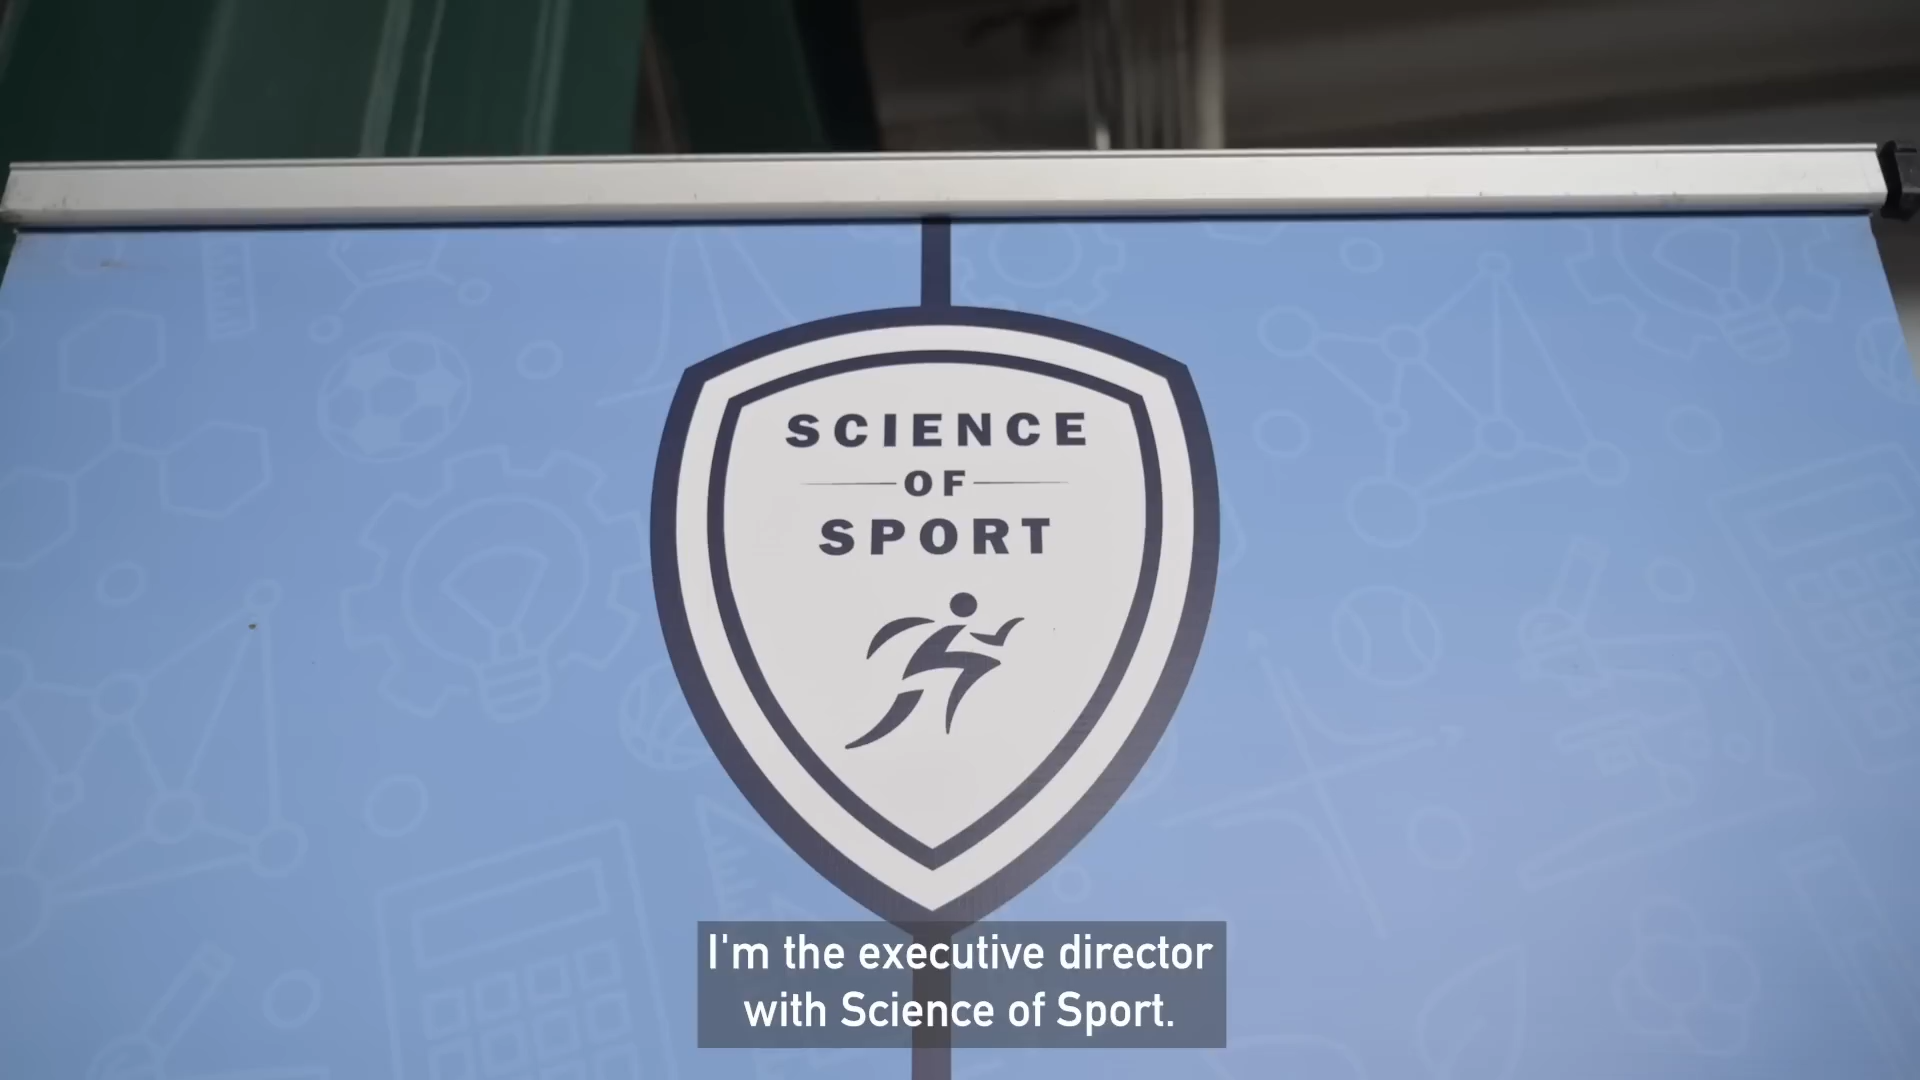 SCIENCE
OF
SPORT
I'm the executive director
with Science of Sport.